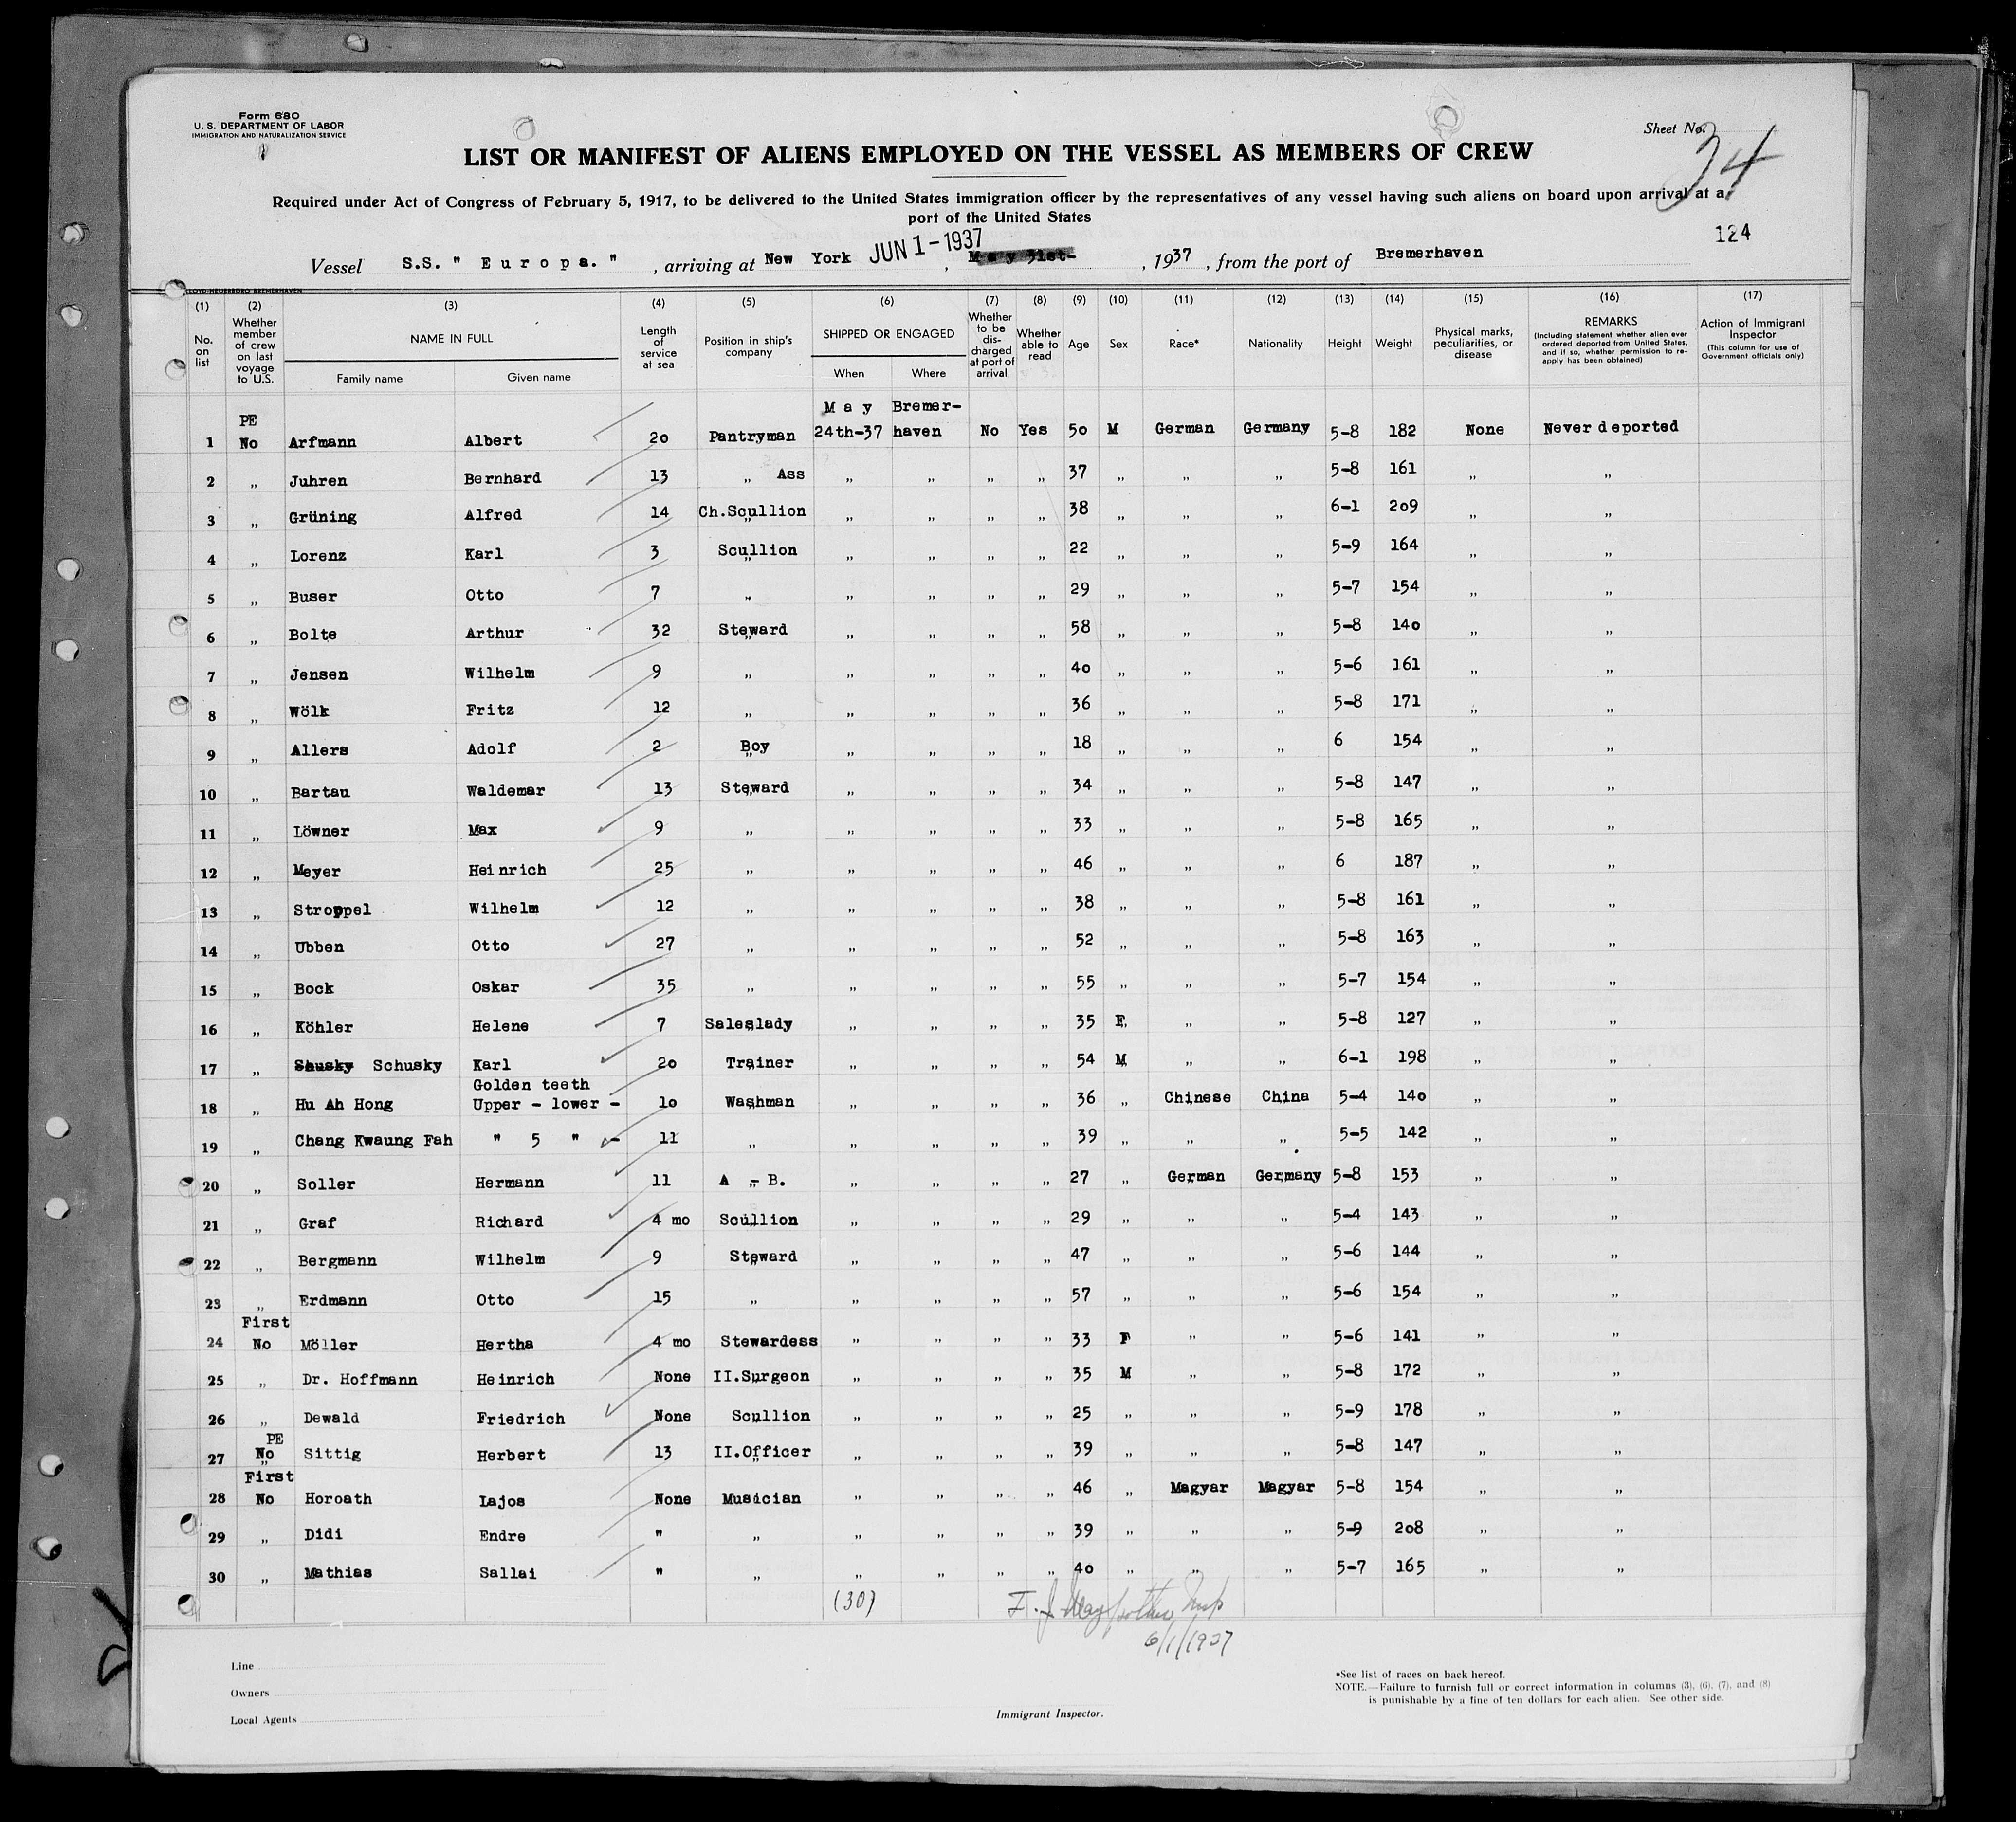 Form 680
U. S. DEPARTMENT OF LABOR
IMMIGRATION AND NATURALIZATION SERVICE
Sheet No. 34
LIST OR MANIFEST OF ALIENS EMPLOYED ON THE VESSEL AS MEMBERS OF CREW
Required under Act of Congress of February 5, 1917, to be delivered to the United States immigration officer by the representatives of any vessel having such aliens on board upon arrival at a
port of the United States
124
Vessel S.S. " Europa. " , arriving at New York JUN 1 - 1937 , May 31st- , 1937 , from the port of Bremerhaven
(1) (2) (3) (4) (5) (6) (7) (8) (9) (10) (11) (12) (13) (14) (15) (16) (17)
No. on list
Whether member of crew on last voyage to U.S.
NAME IN FULL
Family name Given name
Length of service at sea
Position in ship's company
SHIPPED OR ENGAGED
When Where
Whether to be discharged at port of arrival
Whether able to read
Age
Sex
Race*
Nationality
Height
Weight
Physical marks, peculiarities, or disease
REMARKS
(Including statement whether alien ever ordered deported from United States, and if so, whether permission to reapply has been obtained)
Action of Immigrant Inspector
(This column for use of Government officials only)
PE May Bremer-
1 No Arfmann Albert 20 Pantryman 24th-37 haven No Yes 50 M German Germany 5-8 182 None Never deported
2 „ Juhren Bernhard 13 „ Ass „ „ „ „ 37 „ „ „ 5-8 161 „ „
3 „ Grüning Alfred 14 Ch.Scullion „ „ „ „ 38 „ „ „ 6-1 209 „ „
4 „ Lorenz Karl 3 Scullion „ „ „ „ 22 „ „ „ 5-9 164 „ „
5 „ Buser Otto 7 „ „ „ „ „ 29 „ „ „ 5-7 154 „ „
6 „ Bolte Arthur 32 Steward „ „ „ „ 58 „ „ „ 5-8 140 „ „
7 „ Jensen Wilhelm 9 „ „ „ „ „ 40 „ „ „ 5-6 161 „ „
8 „ Wölk Fritz 12 „ „ „ „ „ 36 „ „ „ 5-8 171 „ „
9 „ Allers Adolf 2 Boy „ „ „ „ 18 „ „ „ 6 154 „ „
10 „ Bartau Waldemar 13 Steward „ „ „ „ 34 „ „ „ 5-8 147 „ „
11 „ Löwner Max 9 „ „ „ „ „ 33 „ „ „ 5-8 165 „ „
12 „ Meyer Heinrich 25 „ „ „ „ „ 46 „ „ „ 6 187 „ „
13 „ Stroppel Wilhelm 12 „ „ „ „ „ 38 „ „ „ 5-8 161 „ „
14 „ Ubben Otto 27 „ „ „ „ „ 52 „ „ „ 5-8 163 „ „
15 „ Bock Oskar 35 „ „ „ „ „ 55 „ „ „ 5-7 154 „ „
16 „ Köhler Helene 7 Saleslady „ „ „ „ 35 F „ „ 5-8 127 „ „
17 „ Shusky Schusky Karl 20 Trainer „ „ „ „ 54 M „ „ 6-1 198 „ „
Golden teeth
18 „ Hu Ah Hong Upper - lower - 10 Washman „ „ „ „ 36 „ Chinese China 5-4 140 „ „
19 „ Chang Kwaung Fah " 5 " - 11 „ „ „ „ „ 39 „ „ „ 5-5 142 „ „
20 „ Soller Hermann 11 A - B. „ „ „ „ 27 „ German Germany 5-8 153 „ „
21 „ Graf Richard 4 mo Scullion „ „ „ „ 29 „ „ „ 5-4 143 „ „
22 „ Bergmann Wilhelm 9 Steward „ „ „ „ 47 „ „ „ 5-6 144 „ „
23 „ Erdmann Otto 15 „ „ „ „ „ 57 „ „ „ 5-6 154 „ „
First
24 No Möller Hertha 4 mo Stewardess „ „ „ „ 33 F „ „ 5-6 141 „ „
25 „ Dr. Hoffmann Heinrich None II.Surgeon „ „ „ „ 35 M „ „ 5-8 172 „ „
26 „ Dewald Friedrich None Scullion „ „ „ „ 25 „ „ „ 5-9 178 „ „
PE
27 No Sittig Herbert 13 II.Officer „ „ „ „ 39 „ „ „ 5-8 147 „ „
First
28 No Horoath Lajos None Musician „ „ „ „ 46 „ Magyar Magyar 5-8 154 „ „
29 „ Didi Endre " „ „ „ „ „ 39 „ „ „ 5-9 208 „ „
30 „ Mathias Sallai " „ „ „ „ „ 40 „ „ „ 5-7 165 „ „
(30)
6/1/1937
Line
Owners
Local Agents
Immigrant Inspector.
*See list of races on back hereof.
NOTE.—Failure to furnish full or correct information in columns (3), (6), (7), and (8)
is punishable by a fine of ten dollars for each alien. See other side.